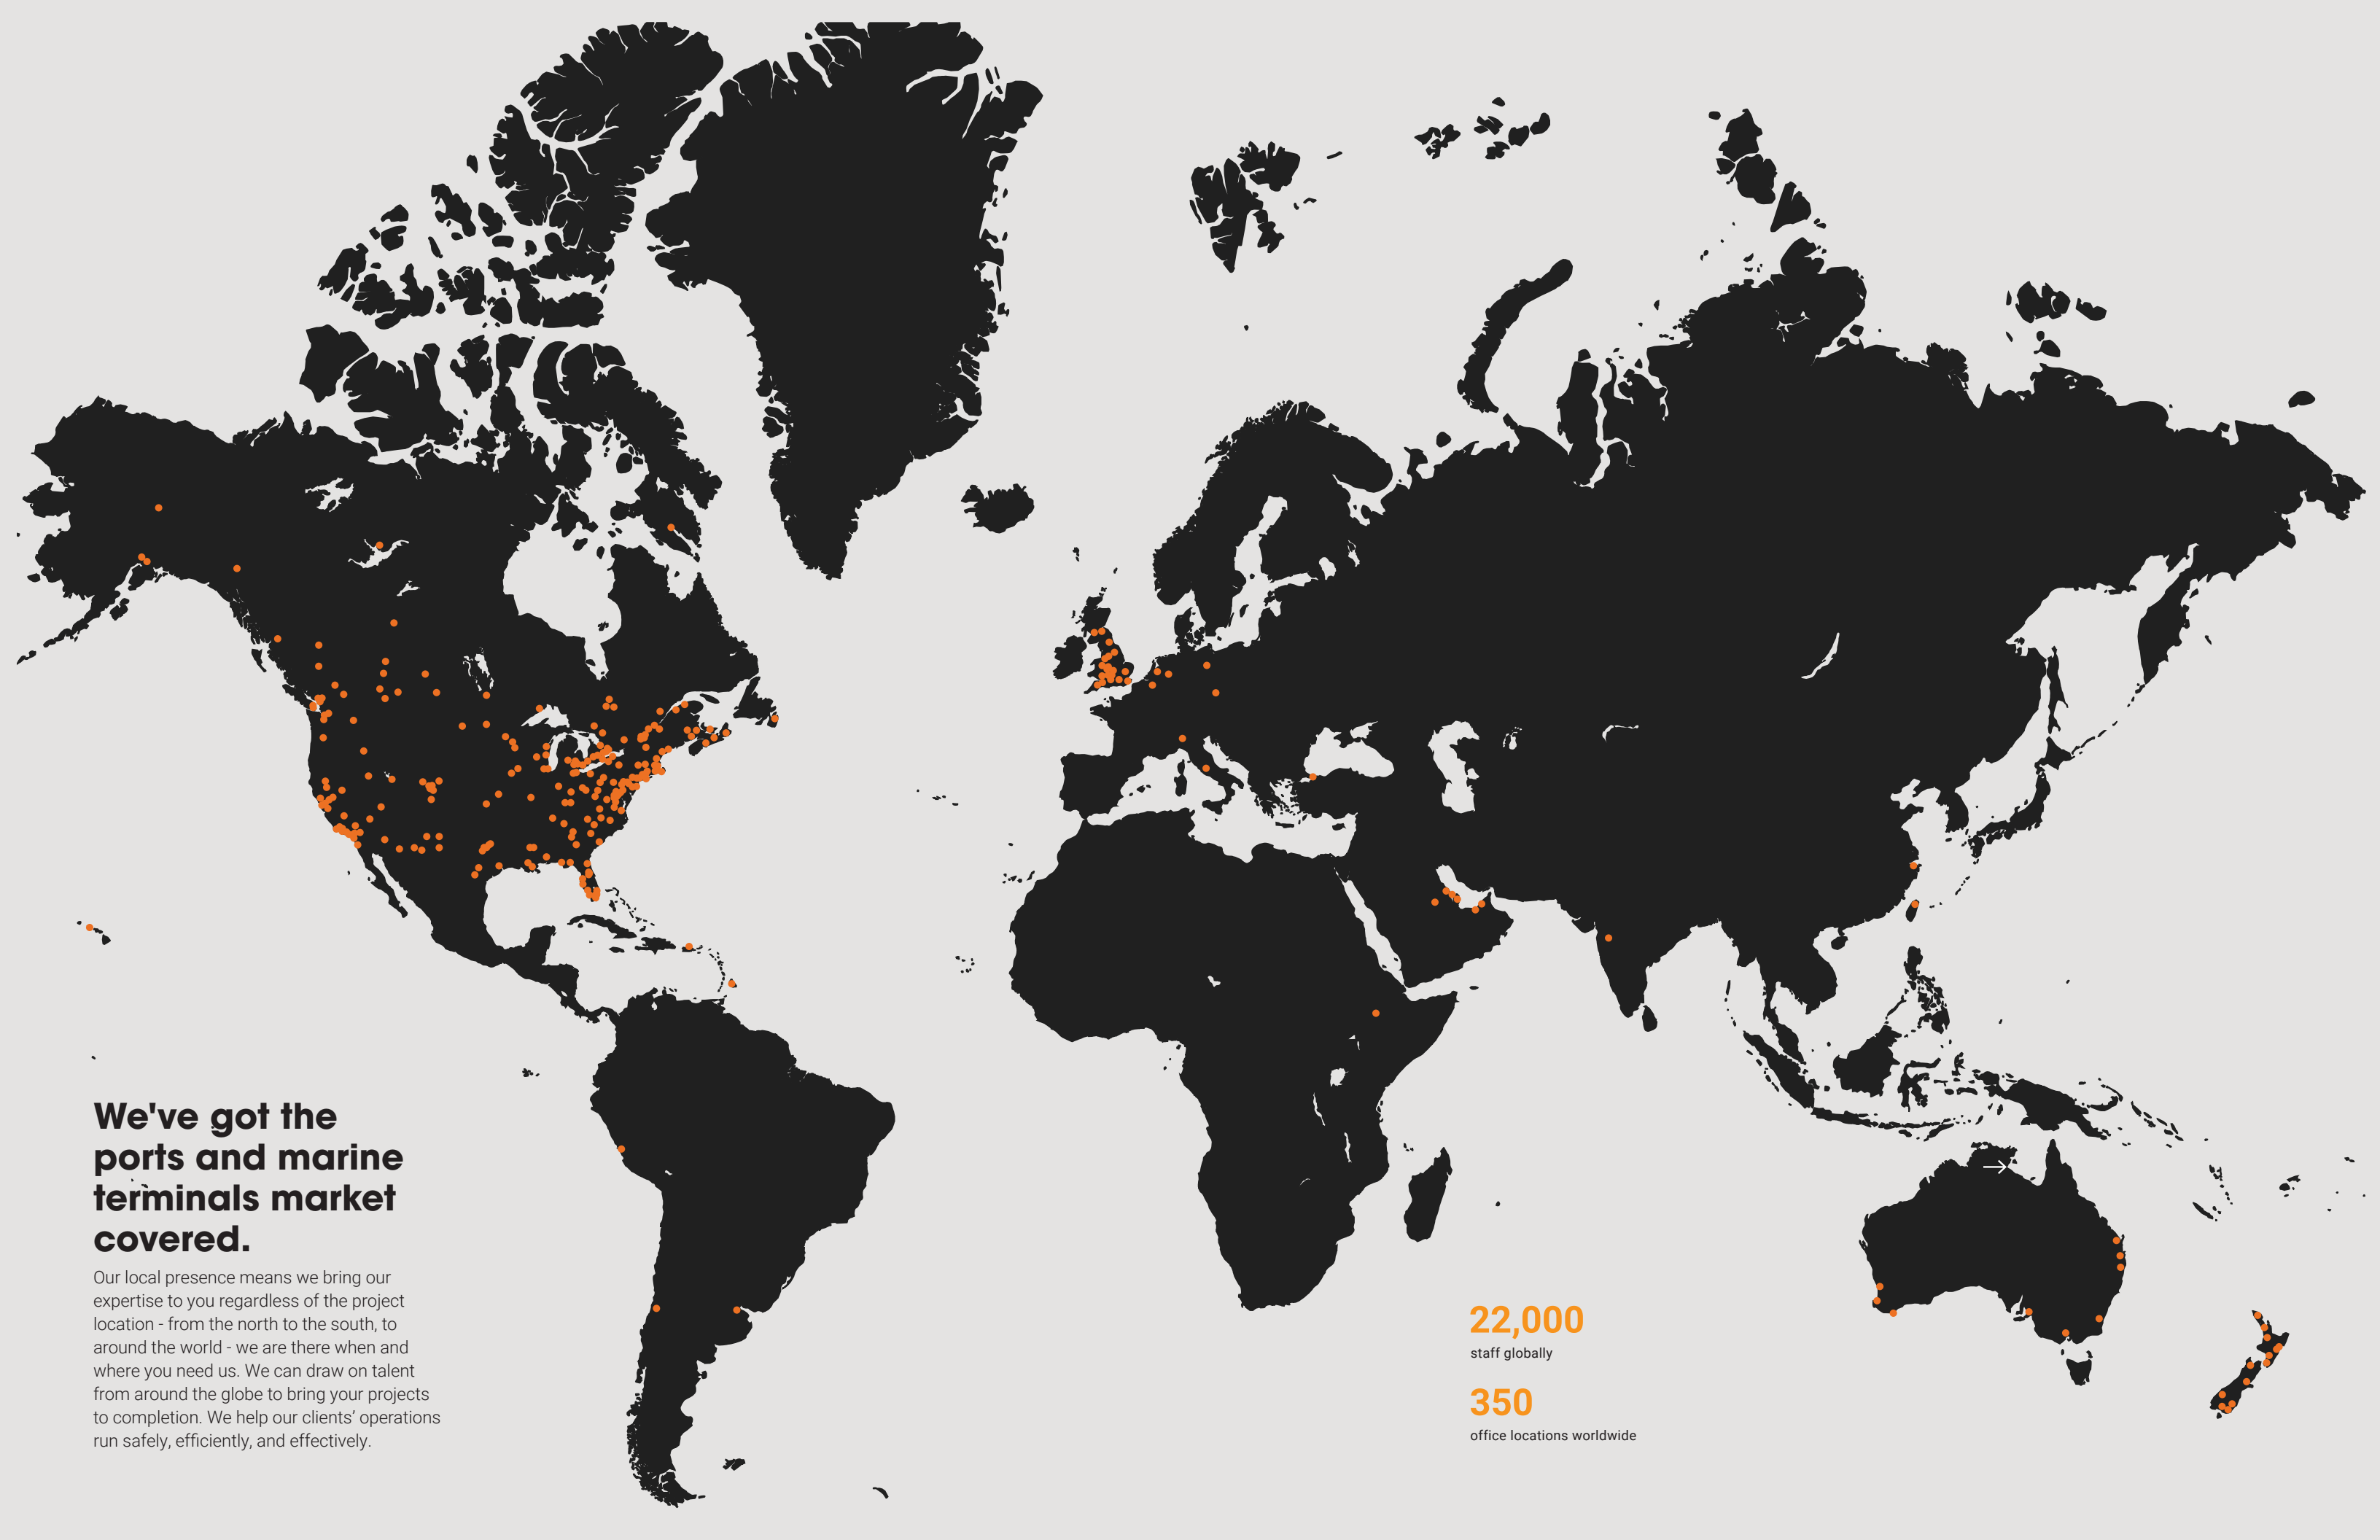 We've got the
ports and marine
terminals market
covered.
Our local presence means we bring our
expertise to you regardless of the project
location - from the north to the south, to
around the world - we are there when and
where you need us. We can draw on talent
from around the globe to bring your projects
to completion. We help our clients’ operations
run safely, efficiently, and effectively.
22,000
staff globally
350
office locations worldwide